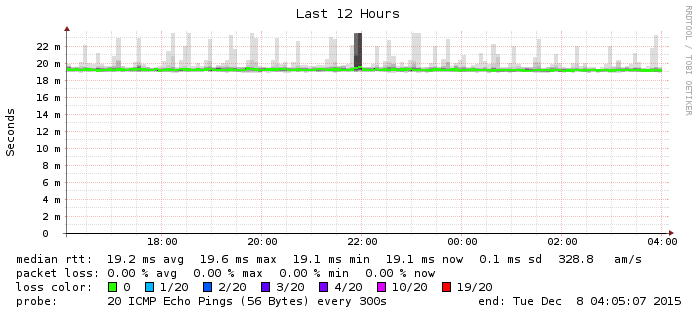 Last 12 Hours
RRDTOOL / TOBI OETIKER
Seconds
22 m
20 m
18 m
16 m
14 m
12 m
10 m
8 m
6 m
4 m
2 m
0
18:00 20:00 22:00 00:00 02:00 04:00
median rtt: 19.2 ms avg 19.6 ms max 19.1 ms min 19.1 ms now 0.1 ms sd 328.8 am/s
packet loss: 0.00 % avg 0.00 % max 0.00 % min 0.00 % now
loss color: 0 1/20 2/20 3/20 4/20 10/20 19/20
probe: 20 ICMP Echo Pings (56 Bytes) every 300s end: Tue Dec 8 04:05:07 2015